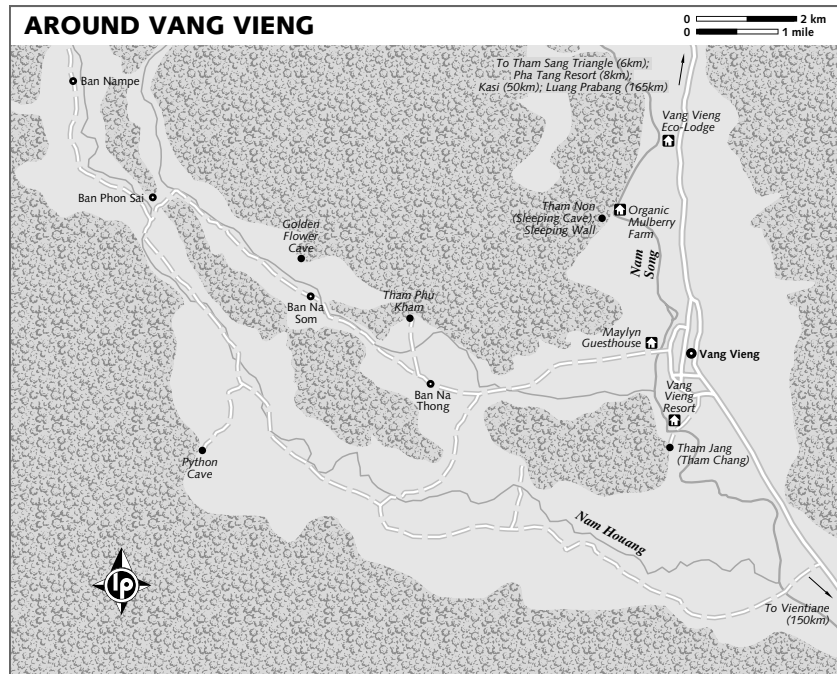 AROUND VANG VIENG
0 2 km
0 1 mile
To Tham Sang Triangle (6km);
Pha Tang Resort (8km);
Kasi (50km); Luang Prabang (165km)
Ban Nampe
Vang Vieng
Eco-Lodge
Ban Phon Sai
Tham Non
(Sleeping Cave);
Sleeping Wall
Organic
Mulberry
Farm
Golden
Flower
Cave
Nam
Song
Ban Na
Som
Tham Phu
Kham
Maylyn
Guesthouse
Vang Vieng
Ban Na
Thong
Vang
Vieng
Resort
Python
Cave
Tham Jang
(Tham Chang)
Nam Houang
lp
To Vientiane
(150km)